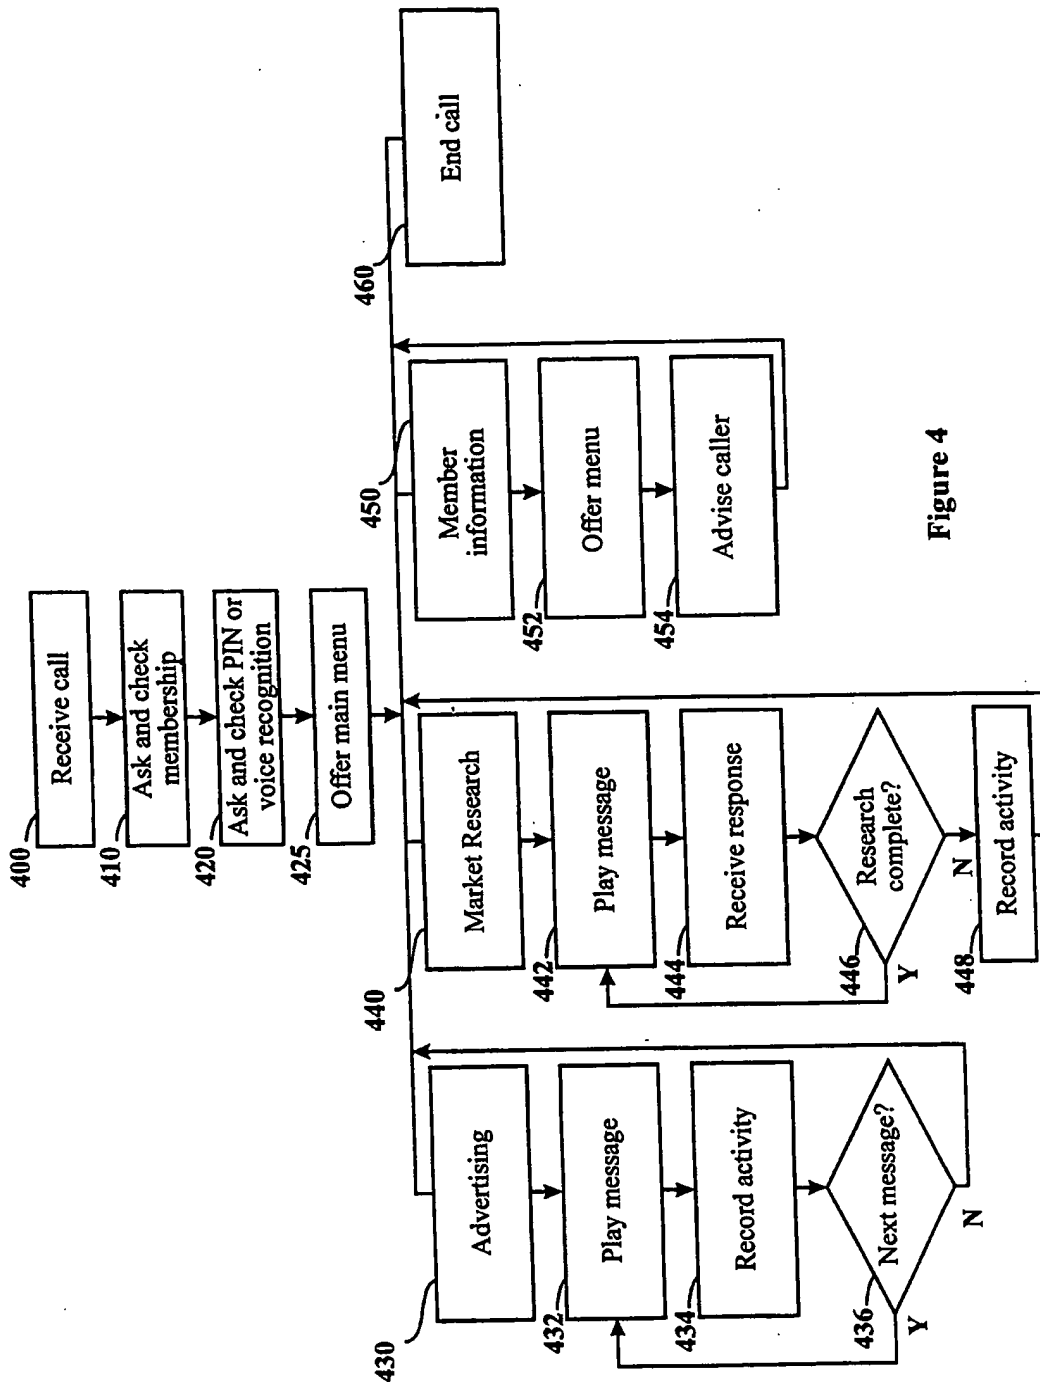 400
Receive call
410
Ask and check
membership
420
Ask and check PIN or
voice recognition
425
Offer main menu
430
Advertising
432
Play message
434
Record activity
436
Next message?
Y
N
440
Market Research
442
Play message
444
Receive response
446
Research
complete?
Y
N
448
Record activity
450
Member
information
452
Offer menu
454
Advise caller
460
End call
Figure 4